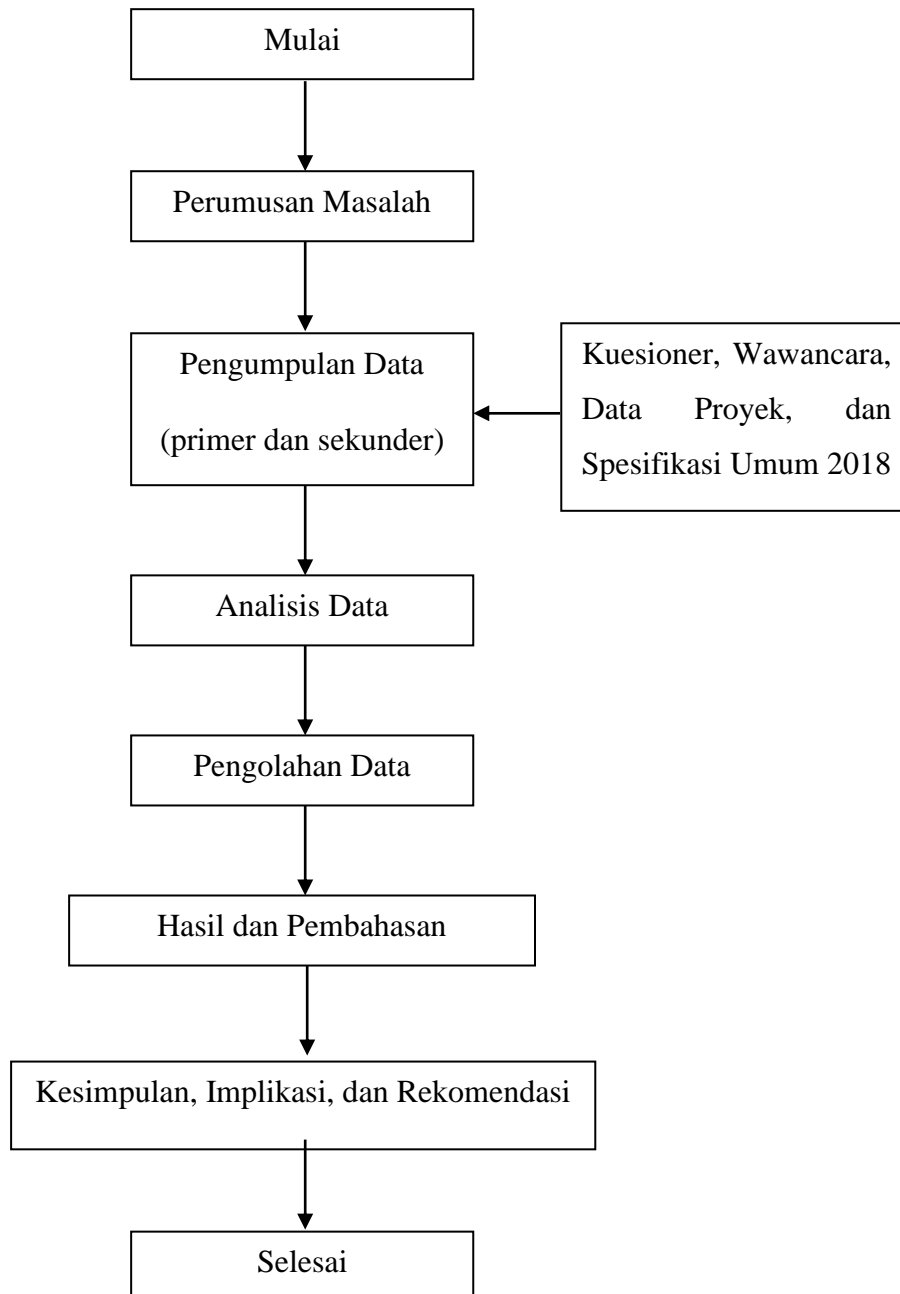 Mulai
Perumusan Masalah
Pengumpulan Data
(primer dan sekunder)
Kuesioner, Wawancara,
Data Proyek, dan
Spesifikasi Umum 2018
Analisis Data
Pengolahan Data
Hasil dan Pembahasan
Kesimpulan, Implikasi, dan Rekomendasi
Selesai